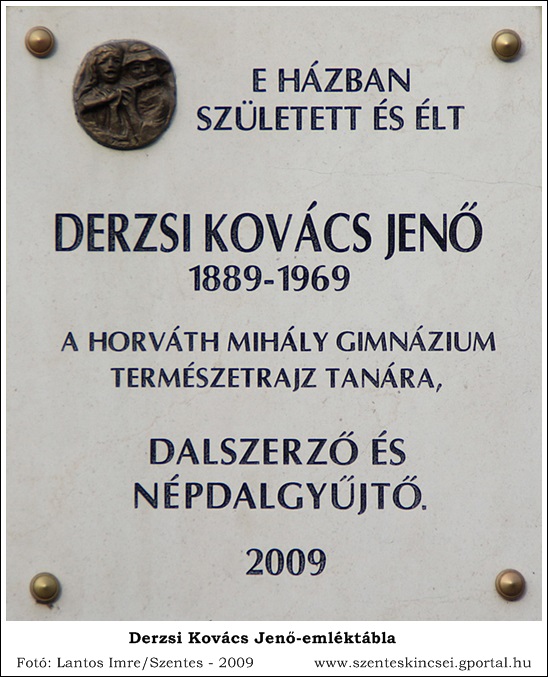 E HÁZBAN
SZÜLETETT ÉS ÉLT
DERZSI KOVÁCS JENŐ
1889-1969
A HORVÁTH MIHÁLY GIMNÁZIUM
TERMÉSZETRAJZ TANÁRA,
DALSZERZŐ ÉS
NÉPDALGYŰJTŐ.
2009
Derzsi Kovács Jenő-emléktábla
Fotó: Lantos Imre/Szentes - 2009 www.szenteskincsei.gportal.hu